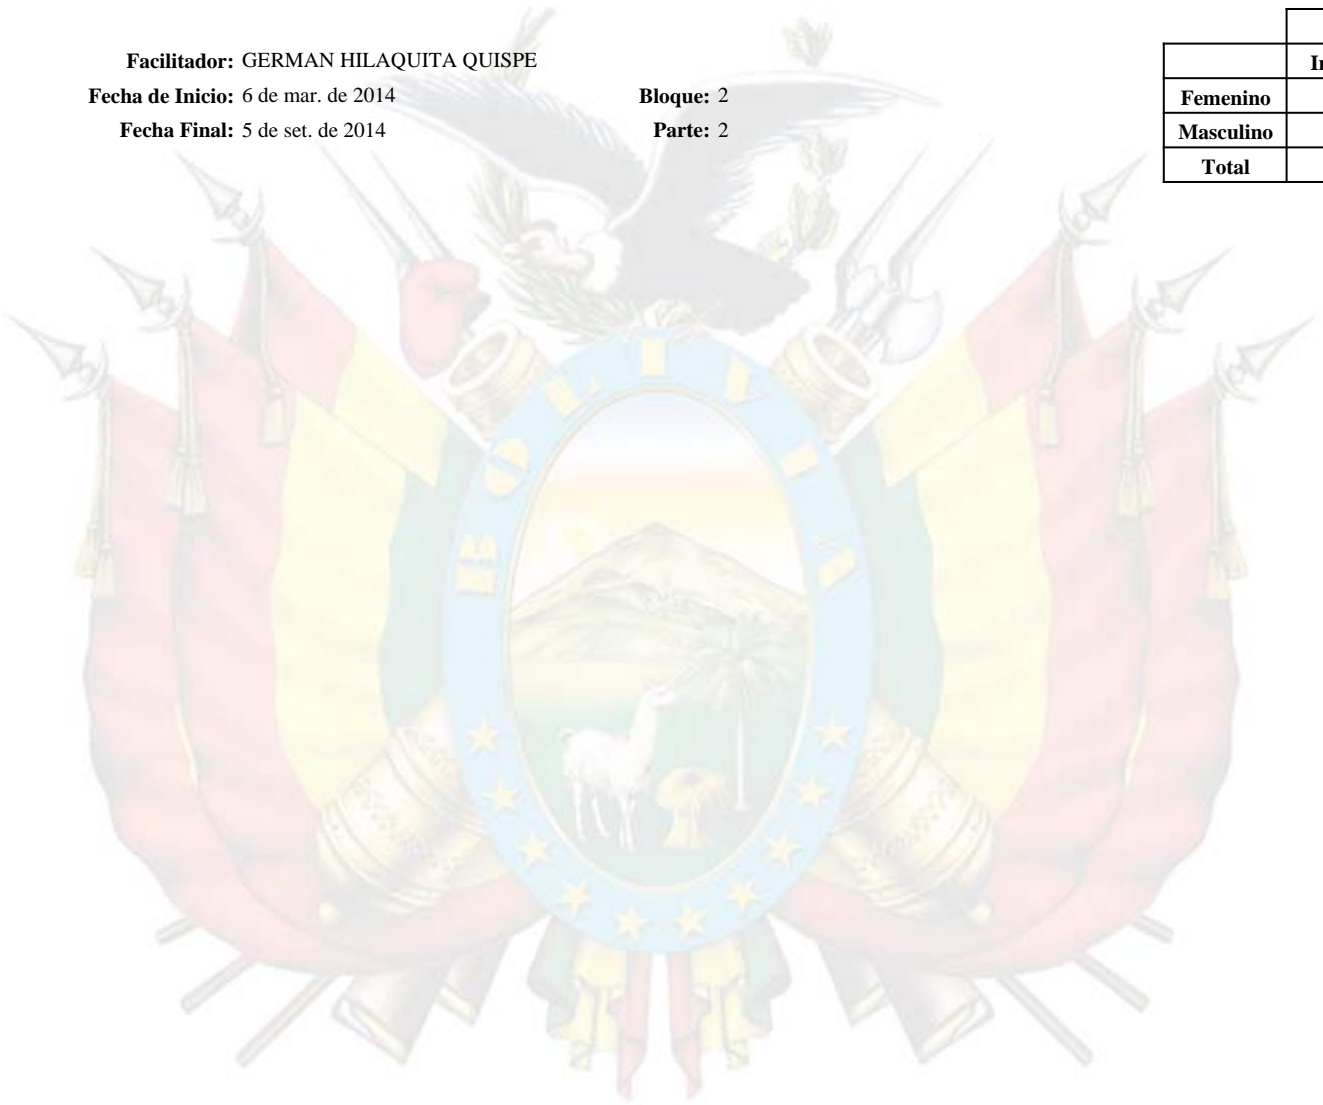 Facilitador: GERMAN HILAQUITA QUISPE
Fecha de Inicio: 6 de mar. de 2014 Bloque: 2
Fecha Final: 5 de set. de 2014 Parte: 2
Femenino
Masculino
Total
BOLIVIA